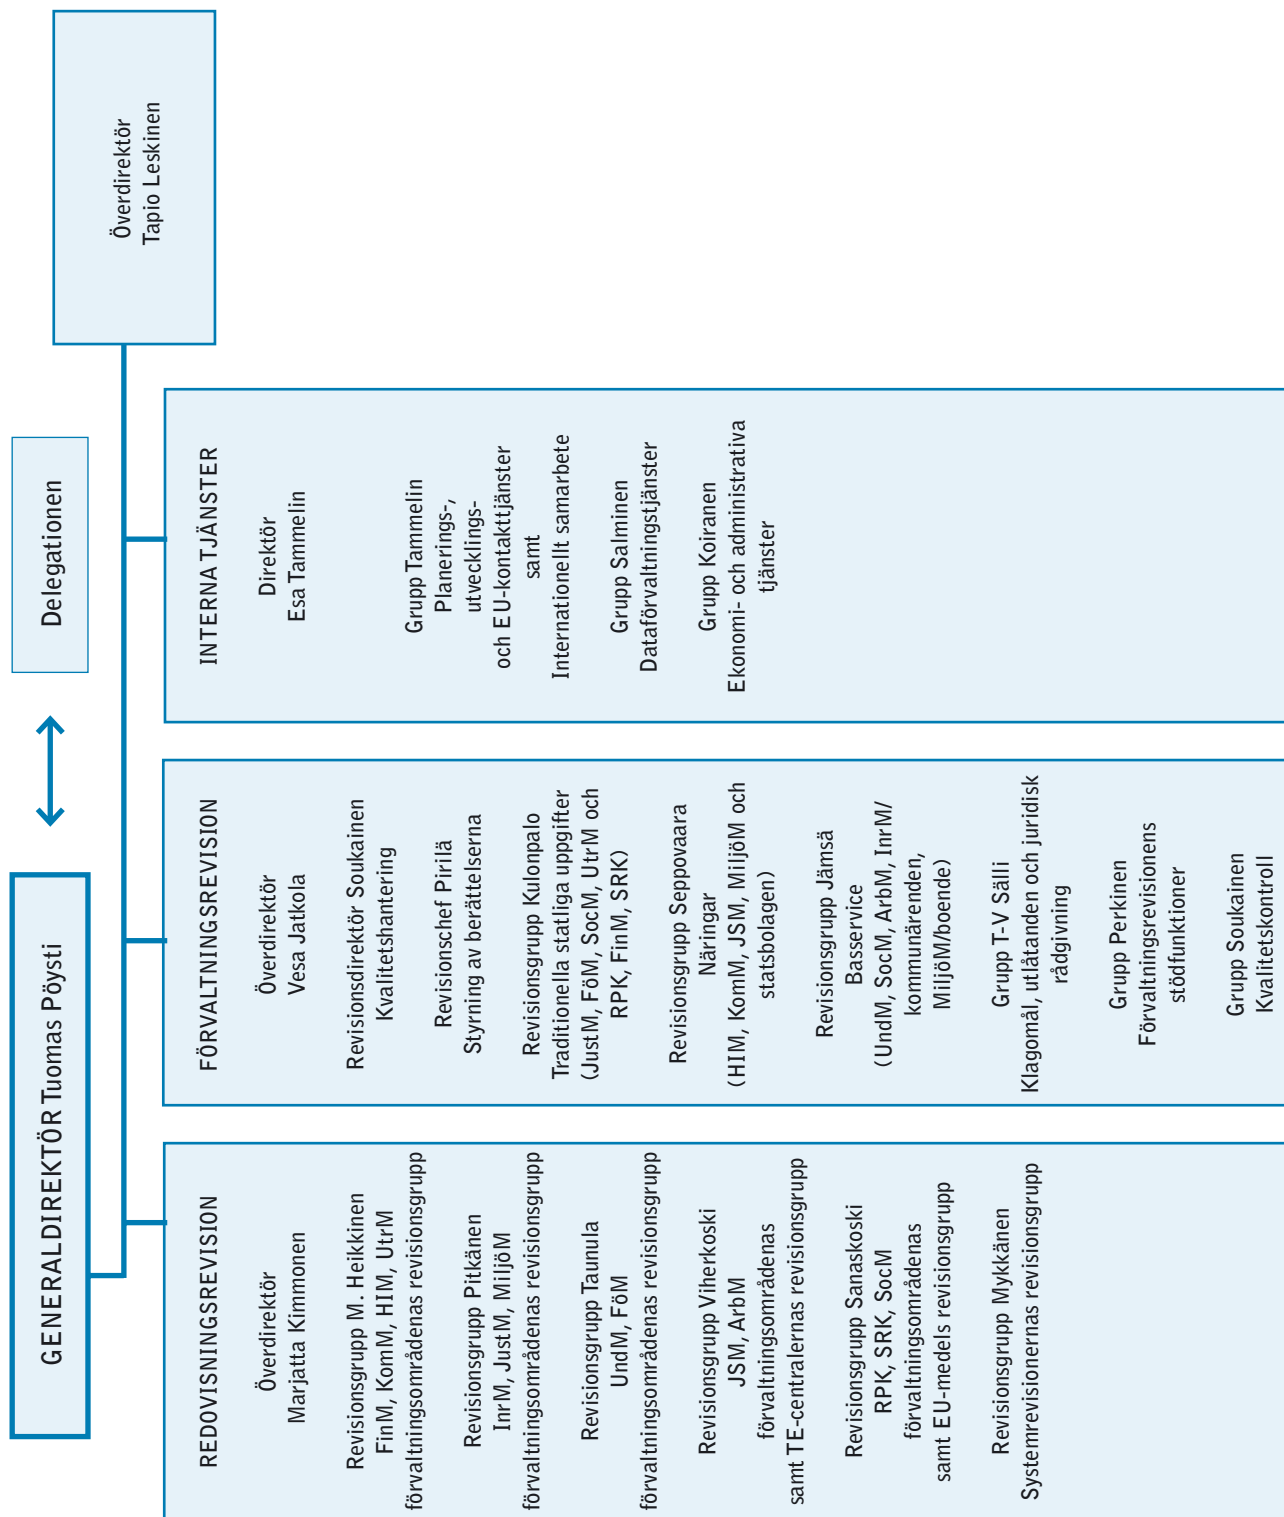 GENERALDIREKTÖR Tuomas Pöysti
Delegationen
Överdirektör
Tapio Leskinen
REDOVISNINGSREVISION
Överdirektör
Marjatta Kimmonen
Revisionsgrupp M. Heikkinen
FinM, KomM, HIM, UtrM
förvaltningsområdenas revisionsgrupp
Revisionsgrupp Pitkänen
InrM, JustM, MiljöM
förvaltningsområdenas revisionsgrupp
Revisionsgrupp Taunula
UndM, FöM
förvaltningsområdenas revisionsgrupp
Revisionsgrupp Viherkoski
JSM, ArbM
förvaltningsområdenas
samt TE-centralernas revisionsgrupp
Revisionsgrupp Sanaskoski
RPK, SRK, SocM
förvaltningsområdenas
samt EU-medels revisionsgrupp
Revisionsgrupp Mykkänen
Systemrevisionernas revisionsgrupp
FÖRVALTNINGSREVISION
Överdirektör
Vesa Jatkola
Revisionsdirektör Soukainen
Kvalitetshantering
Revisionschef Pirilä
Styrning av berättelserna
Revisionsgrupp Kulonpalo
Traditionella statliga uppgifter
(JustM, FöM, SocM, UtrM och
RPK, FinM, SRK)
Revisionsgrupp Seppovaara
Näringar
(HIM, KomM, JSM, MiljöM och
statsbolagen)
Revisionsgrupp Jämsä
Basservice
(UndM, SocM, ArbM, InrM/
kommunärenden,
MiljöM/boende)
Grupp T-V Sälli
Klagomål, utlåtanden och juridisk
rådgivning
Grupp Perkinen
Förvaltningsrevisionens
stödfunktioner
Grupp Soukainen
Kvalitetskontroll
INTERNA TJÄNSTER
Direktör
Esa Tammelin
Grupp Tammelin
Planerings-,
utvecklings-
och EU-kontakttjänster
samt
Internationellt samarbete
Grupp Salminen
Dataförvaltningstjänster
Grupp Koiranen
Ekonomi- och administrativa
tjänster